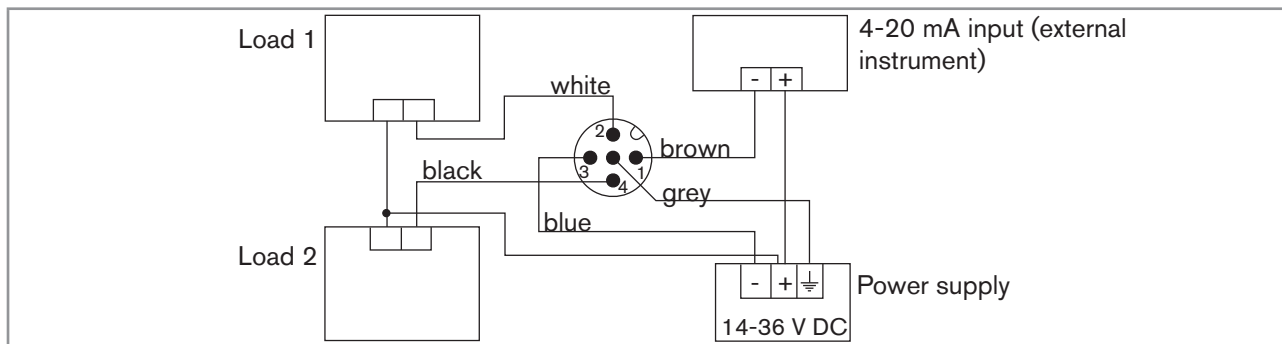 Load 1
4-20 mA input (external
instrument)
- +
white
2
brown
3
1
black
4
grey
blue
Load 2
- +
Power supply
14-36 V DC